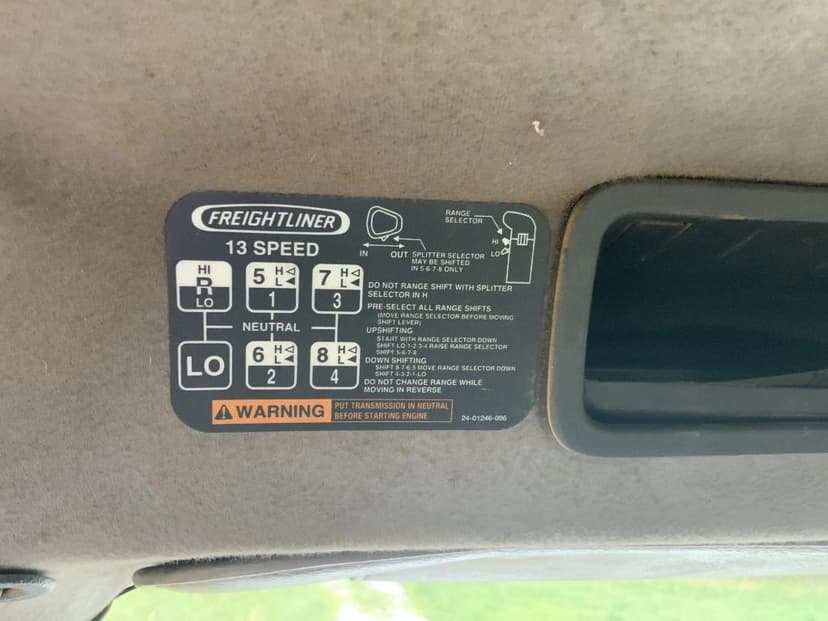 FREIGHTLINER
13 SPEED
RANGE
SELECTOR
HI
LO
IN OUT
SPLITTER SELECTOR
MAY BE SHIFTED
IN 5-6-7-8 ONLY
HI
R
LO
5 H
L
1
7 H
L
3
NEUTRAL
LO
6 H
L
2
8 H
L
4
DO NOT RANGE SHIFT WITH SPLITTER
SELECTOR IN H
PRE-SELECT ALL RANGE SHIFTS
(MOVE RANGE SELECTOR BEFORE MOVING
SHIFT LEVER)
UPSHIFTING
START WITH RANGE SELECTOR DOWN
SHIFT LO 1-2-3-4 RAISE RANGE SELECTOR
SHIFT 5-6-7-8
DOWN SHIFTING
SHIFT 8-7-6-5 MOVE RANGE SELECTOR DOWN
SHIFT 4-3-2-1-LO
DO NOT CHANGE RANGE WHILE
MOVING IN REVERSE
WARNING
PUT TRANSMISSION IN NEUTRAL
BEFORE STARTING ENGINE
24-01246-006